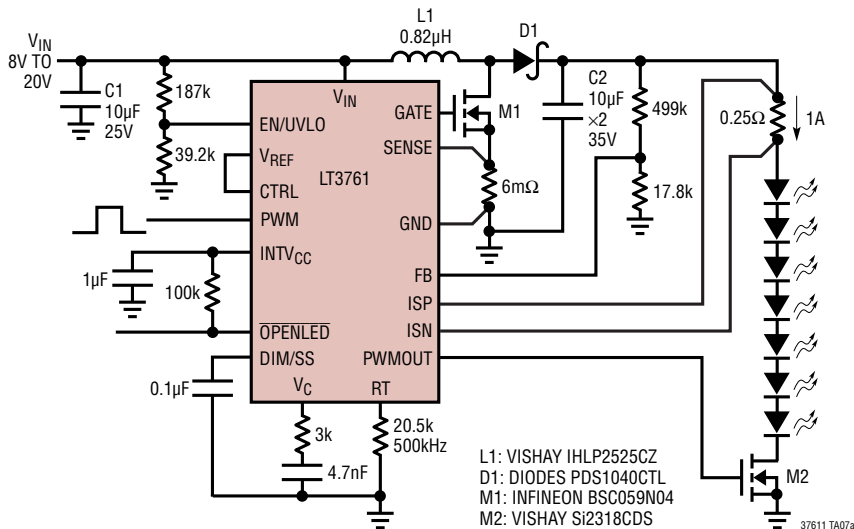 L1
0.82µH
D1
VIN
8V TO
20V
C1
10µF
25V
187k
39.2k
VIN
EN/UVLO
VREF
CTRL
PWM
INTVCC
OPENLED
DIM/SS
VC
RT
LT3761
GATE
SENSE
GND
FB
ISP
ISN
PWMOUT
M1
6mΩ
C2
10µF
×2
35V
499k
17.8k
0.25Ω
1A
1µF
100k
0.1µF
3k
4.7nF
20.5k
500kHz
M2
L1: VISHAY IHLP2525CZ
D1: DIODES PDS1040CTL
M1: INFINEON BSC059N04
M2: VISHAY Si2318CDS
37611 TA07a